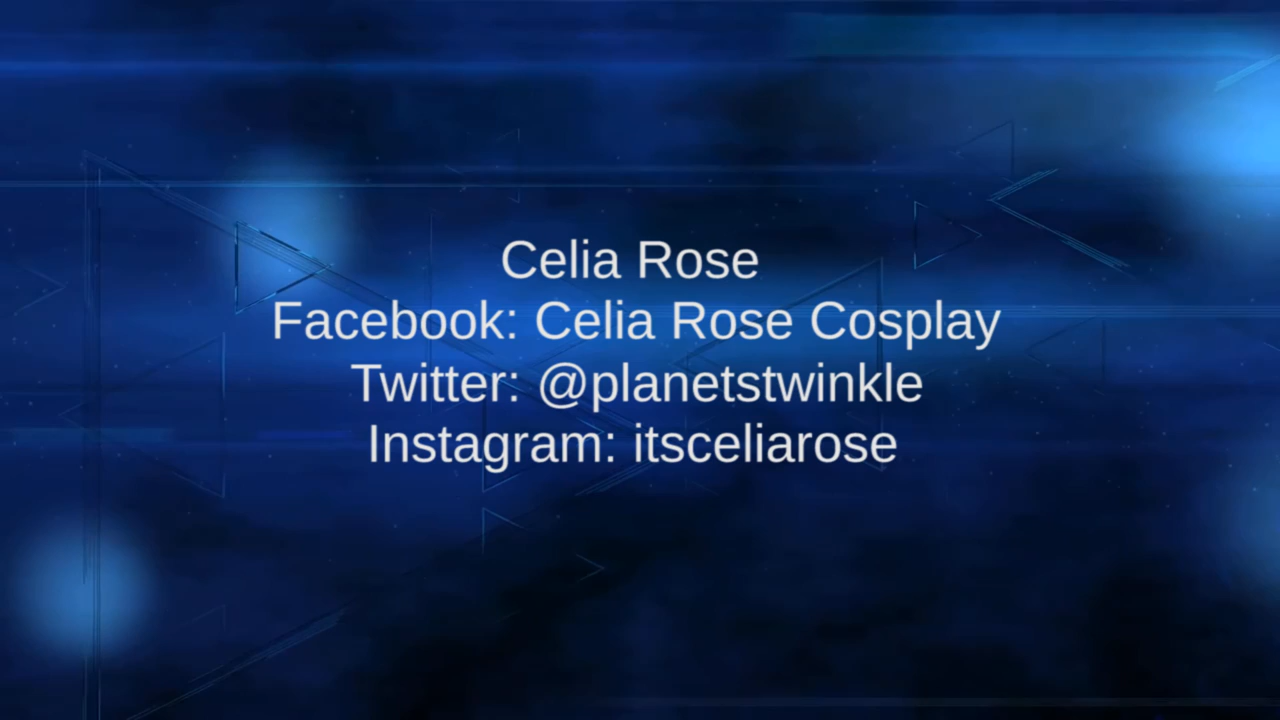 Celia Rose
Facebook: Celia Rose Cosplay
Twitter: @planetstwinkle
Instagram: itsceliarose